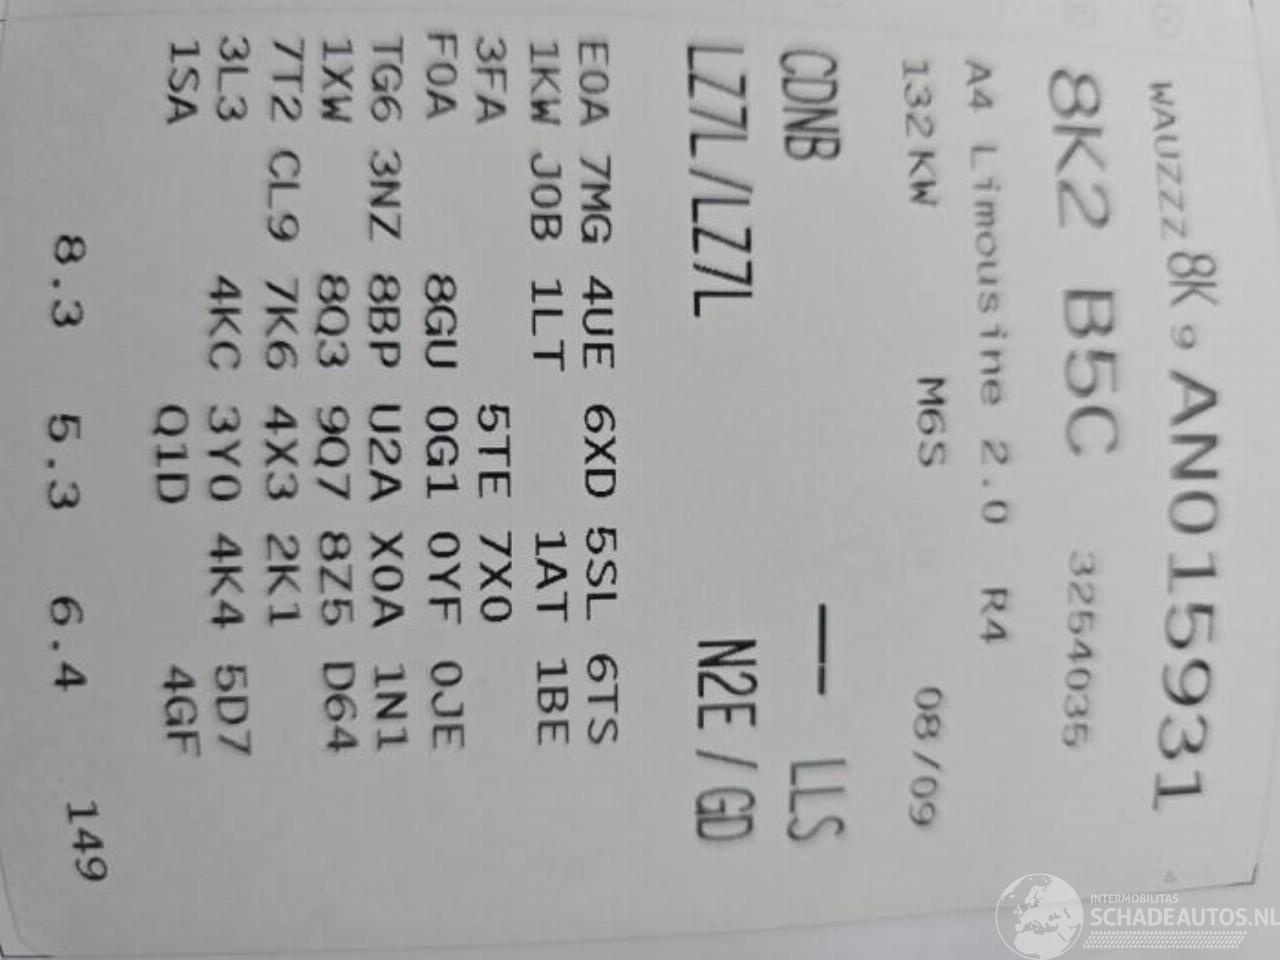 WAUZZZ 8K 9 AN015931
8K2 B5C 3254035
A4 Limousine 2.0 R4
132KW M6S 08/09
CDNB -- LLS
LZ7L/LZ7L N2E/GD
E0A 7MG 4UE 6XD 5SL 6TS
1KW J0B 1LT 1AT 1BE
3FA 5TE 7X0
F0A 8GU 0G1 0YF 0JE
TG6 3NZ 8BP U2A X0A 1N1
1XW 8Q3 9Q7 8Z5 D64
7T2 CL9 7K6 4X3 2K1
3L3 4KC 3Y0 4K4 5D7
1SA Q1D 4GF
8.3 5.3 6.4 149
INTERMOBILITAS
SCHADEAUTOS.NL